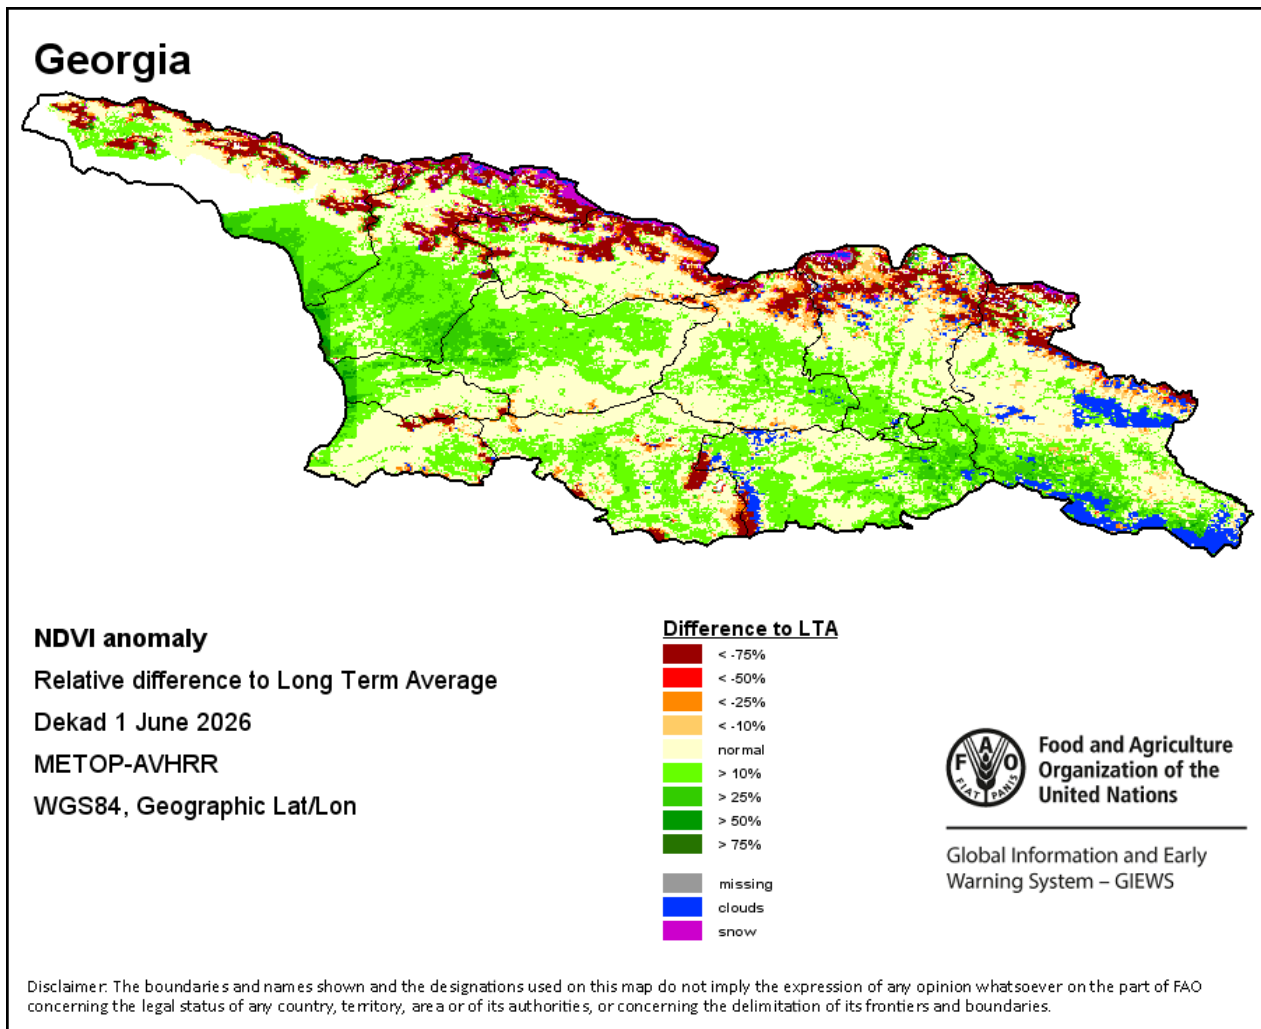 Georgia
NDVI anomaly
Relative difference to Long Term Average
Dekad 1 June 2026
METOP-AVHRR
WGS84, Geographic Lat/Lon
Difference to LTA
< -75%
< -50%
< -25%
< -10%
normal
> 10%
> 25%
> 50%
> 75%
missing
clouds
snow
F A O
FIAT PANIS
Food and Agriculture
Organization of the
United Nations
Global Information and Early
Warning System – GIEWS
Disclaimer: The boundaries and names shown and the designations used on this map do not imply the expression of any opinion whatsoever on the part of FAO
concerning the legal status of any country, territory, area or of its authorities, or concerning the delimitation of its frontiers and boundaries.